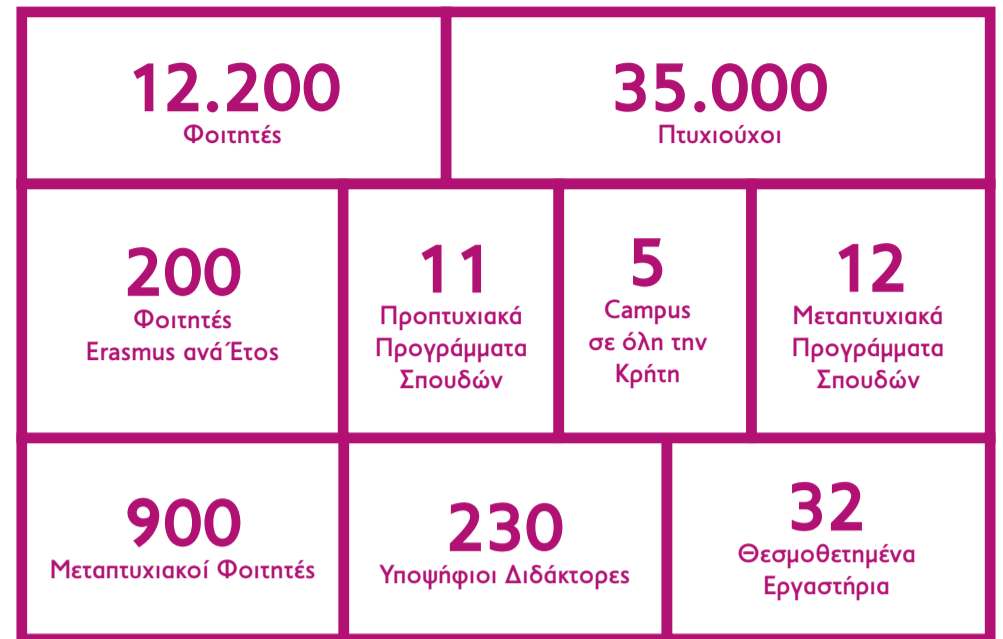 12.200
Φοιτητές
35.000
Πτυχιούχοι
200
Φοιτητές
Erasmus ανά Έτος
11
Προπτυχιακά
Προγράμματα
Σπουδών
5
Campus
σε όλη την
Κρήτη
12
Μεταπτυχιακά
Προγράμματα
Σπουδών
900
Μεταπτυχιακοί Φοιτητές
230
Υποψήφιοι Διδάκτορες
32
Θεσμοθετημένα
Εργαστήρια